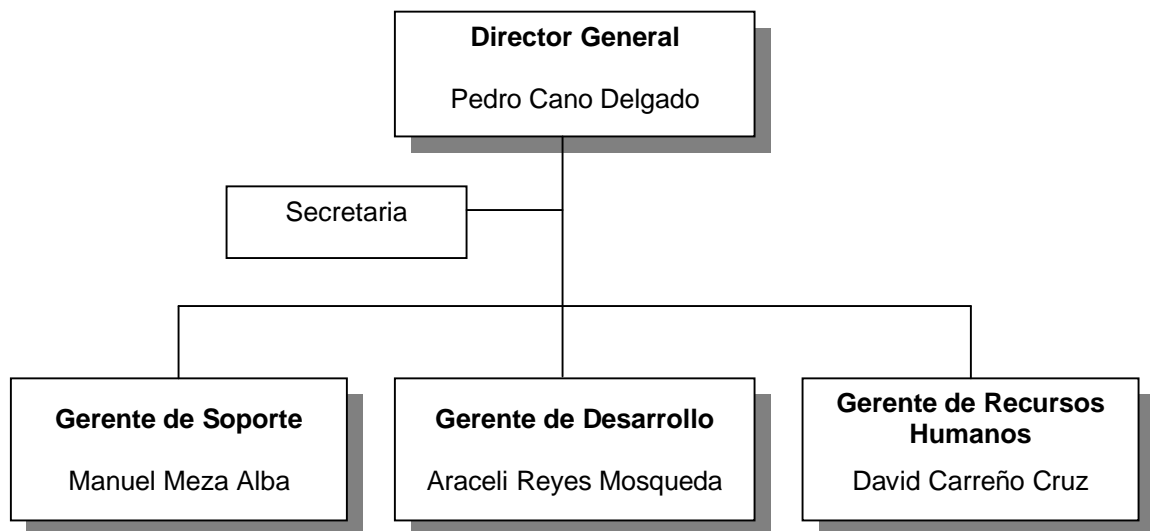 Director General
Pedro Cano Delgado
Secretaria
Gerente de Soporte
Manuel Meza Alba
Gerente de Desarrollo
Araceli Reyes Mosqueda
Gerente de Recursos
Humanos
David Carreño Cruz